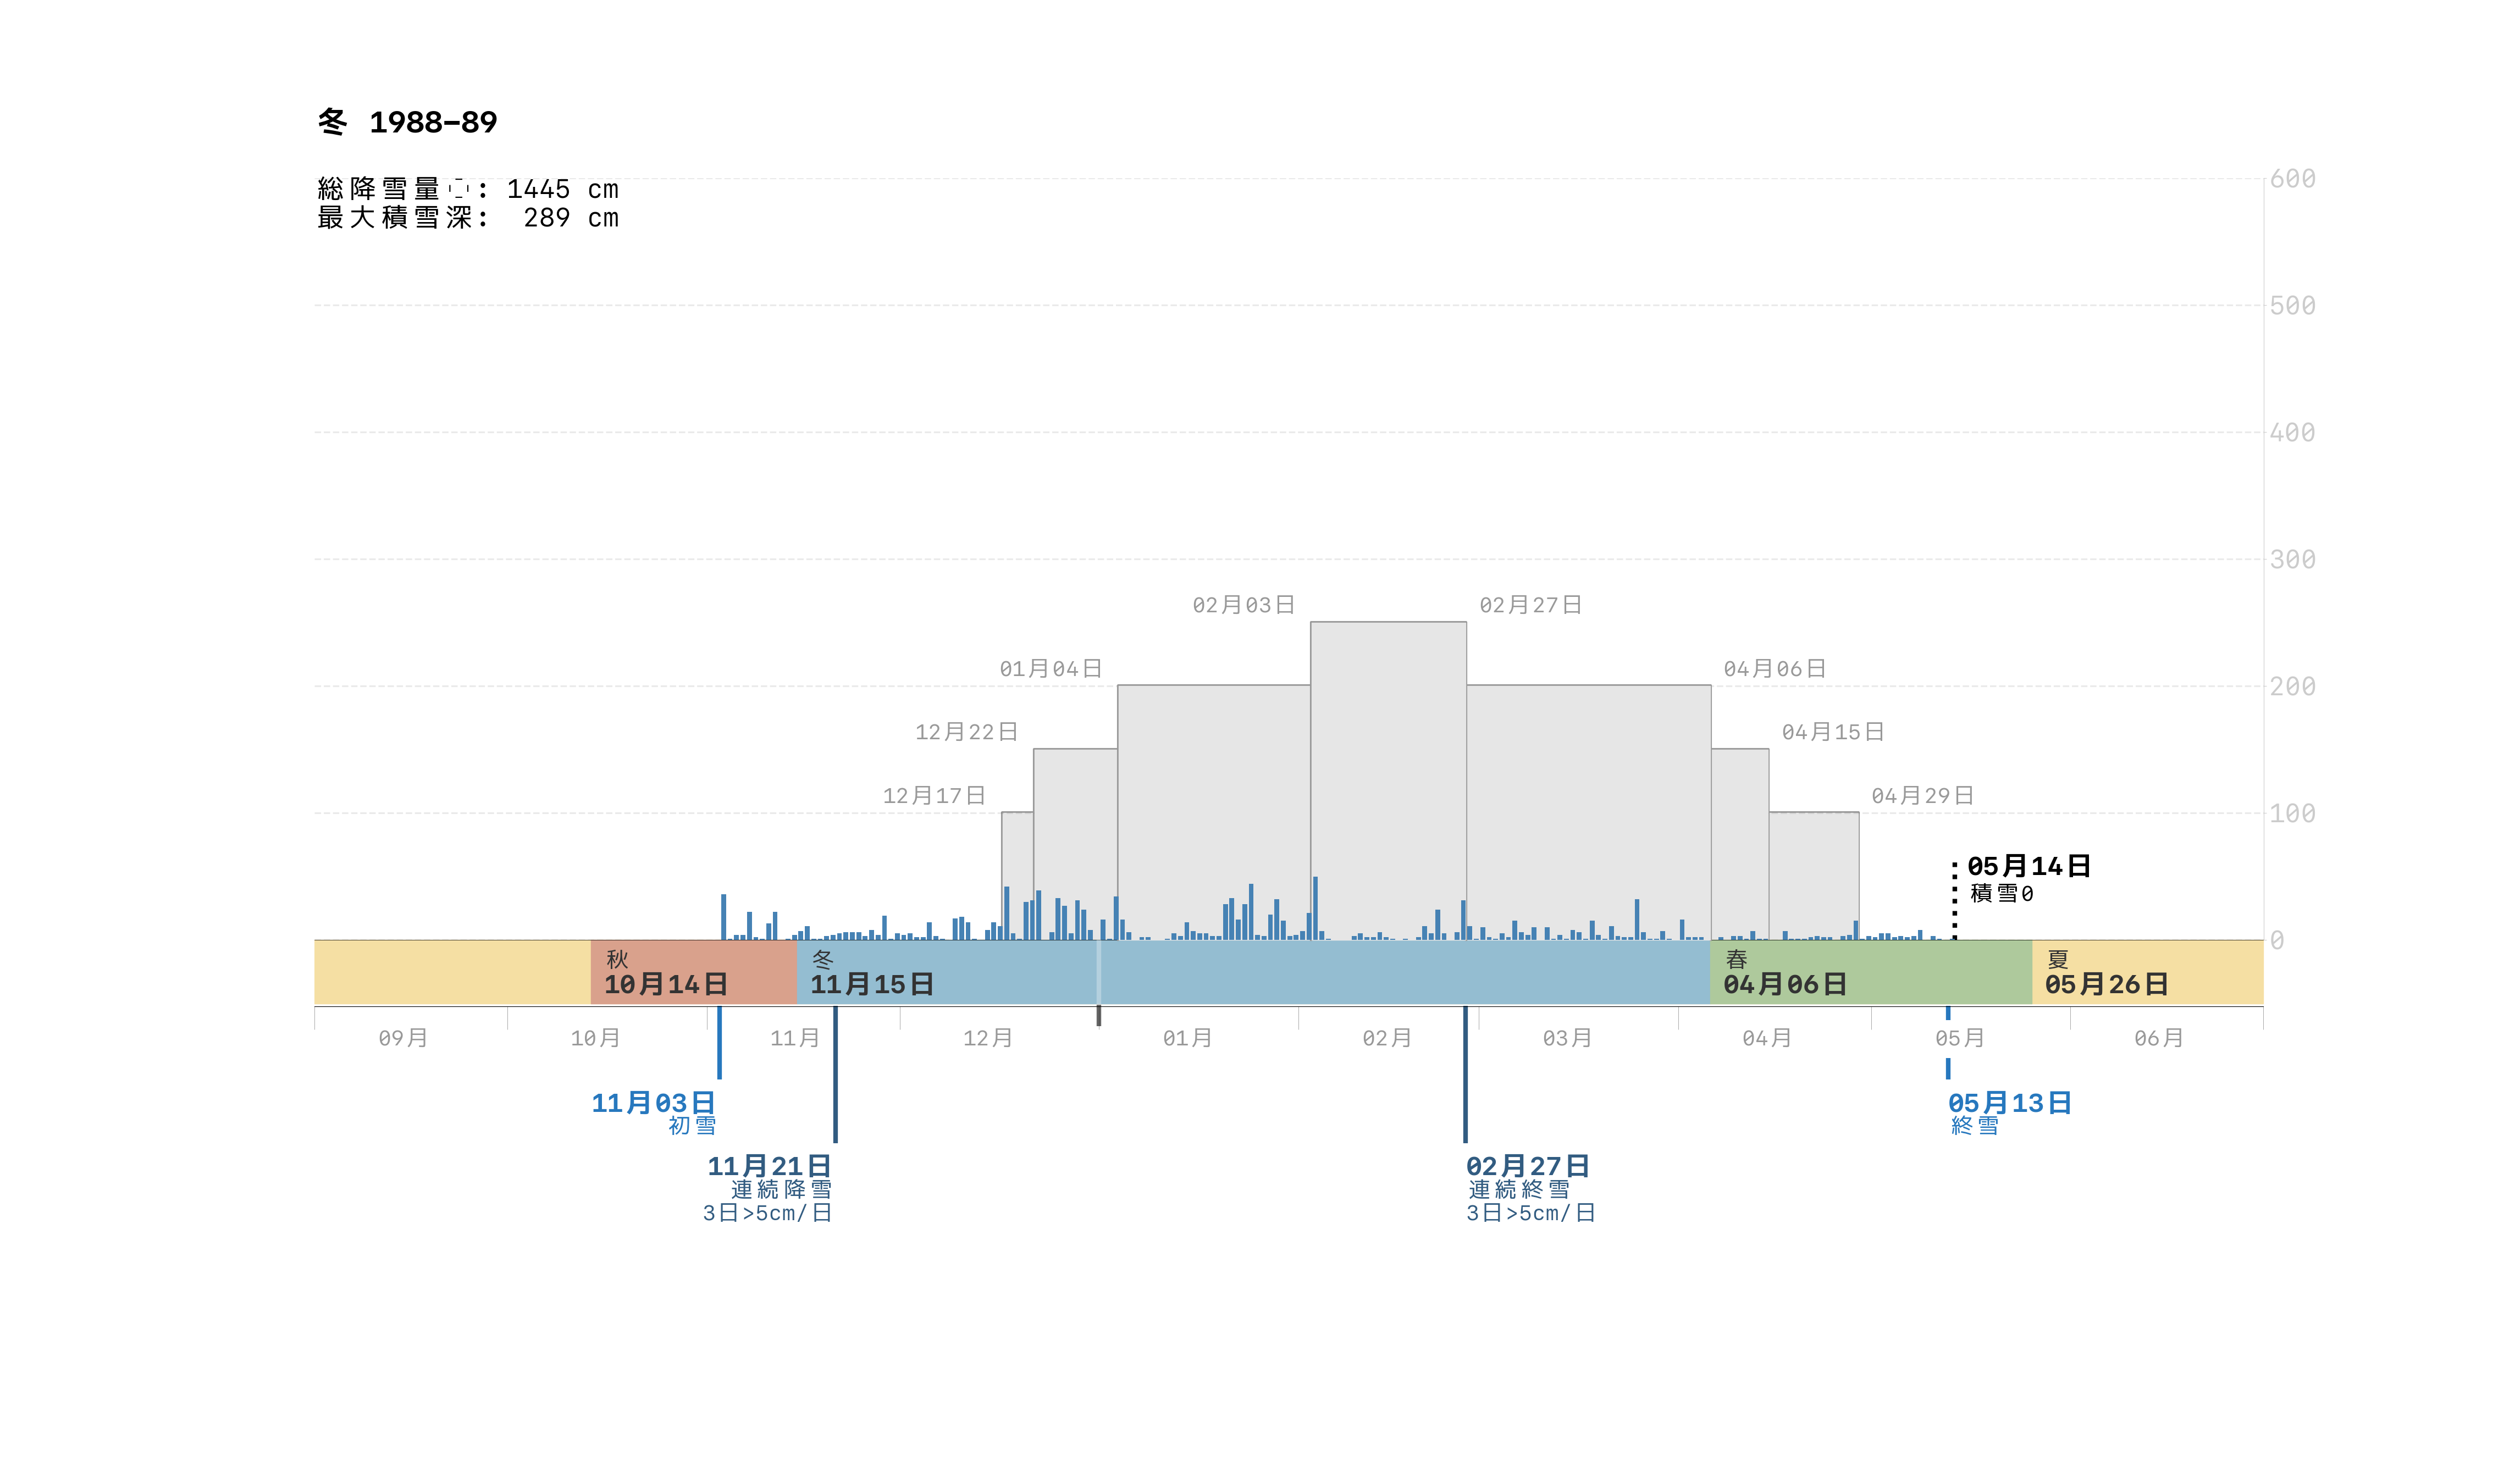 冬 1988–89
総降雪量 : 1445 cm
最大積雪深: 289 cm
600
500
400
300
200
100
0
02月03日
02月27日
01月04日
04月06日
12月22日
04月15日
12月17日
04月29日
05月14日
積雪0
秋
10月14日
冬
11月15日
春
04月06日
夏
05月26日
09月
10月
11月
12月
01月
02月
03月
04月
05月
06月
11月03日
初雪
05月13日
終雪
11月21日
連続降雪
3日>5cm/日
02月27日
連続終雪
3日>5cm/日